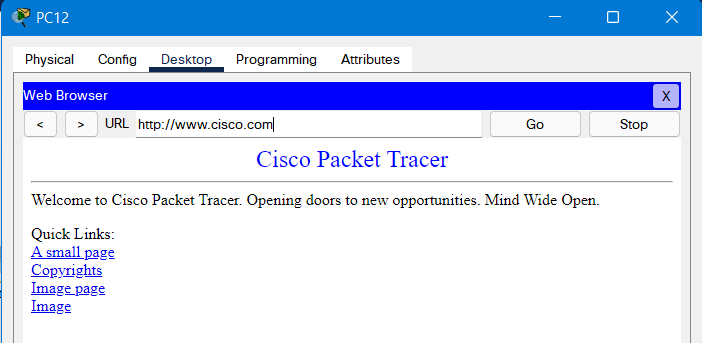 PC12
Physical Config Desktop Programming Attributes
Web Browser X
< > URL http://www.cisco.com Go Stop
Cisco Packet Tracer
Welcome to Cisco Packet Tracer. Opening doors to new opportunities. Mind Wide Open.
Quick Links:
A small page
Copyrights
Image page
Image